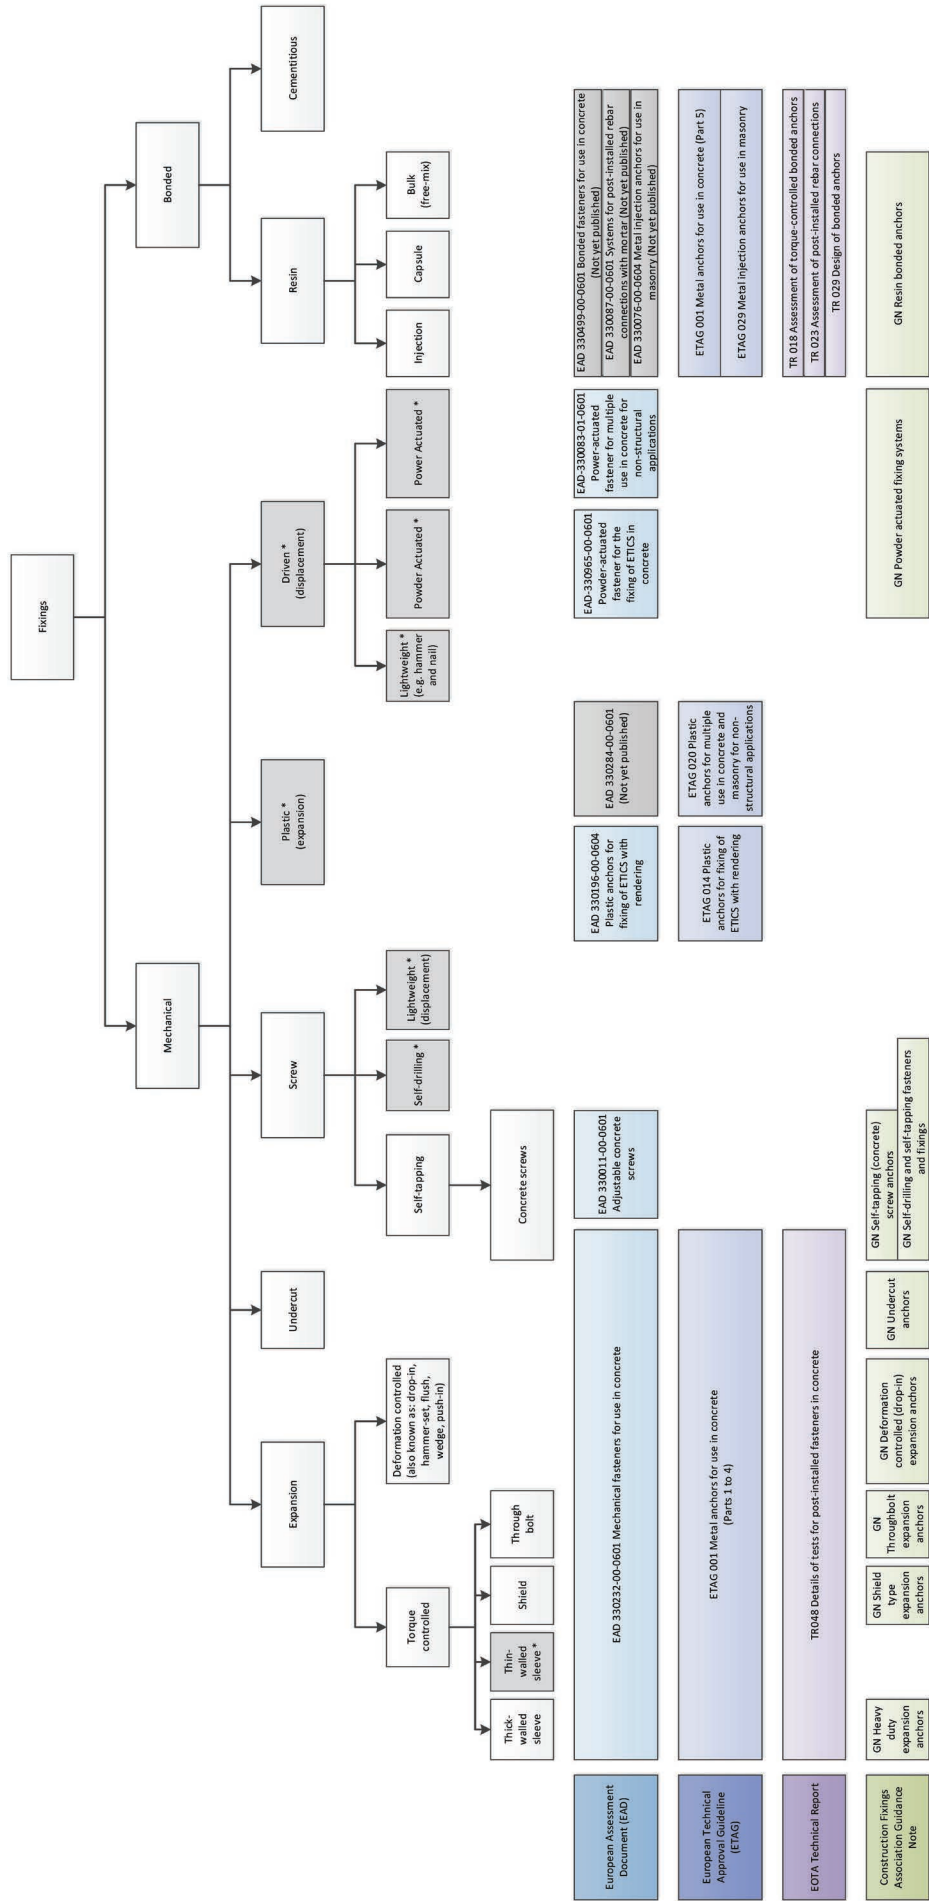 Fixings
Mechanical
Bonded
Expansion
Undercut
Screw
Plastic *
(expansion)
Driven *
(displacement)
Resin
Cementitious
Torque
controlled
Deformation controlled
(also known as: drop-in,
hammer-set, flush,
wedge, push-in)
Self-tapping
Self-drilling *
Lightweight *
(displacement)
Lightweight *
(e.g. hammer
and nail)
Powder Actuated *
Power Actuated *
Injection
Capsule
Bulk
(free-mix)
Thick-
walled
sleeve
Thin-
walled
sleeve *
Shield
Through
bolt
Concrete screws
European Assessment
Document (EAD)
EAD 330232-00-0601 Mechanical fasteners for use in concrete
EAD 330011-00-0601
Adjustable concrete
screws
EAD 330196-00-0604
Plastic anchors for
fixing of ETICS with
rendering
EAD 330284-00-0601
(Not yet published)
EAD-330965-00-0601
Powder-actuated
fastener for the
fixing of ETICS in
concrete
EAD-330083-01-0601
Power-actuated
fastener for multiple
use in concrete for
non-structural
applications
EAD 330499-00-0601 Bonded fasteners for use in concrete
(Not yet published)
EAD 330087-00-0601 Systems for post-installed rebar
connections with mortar (Not yet published)
EAD 330076-00-0604 Metal injection anchors for use in
masonry (Not yet published)
European Technical
Approval Guideline
(ETAG)
ETAG 001 Metal anchors for use in concrete
(Parts 1 to 4)
ETAG 014 Plastic
anchors for fixing of
ETICS with rendering
ETAG 020 Plastic
anchors for multiple
use in concrete and
masonry for non-
structural applications
ETAG 001 Metal anchors for use in concrete (Part 5)
ETAG 029 Metal injection anchors for use in masonry
EOTA Technical Report
TR048 Details of tests for post-installed fasteners in concrete
TR 018 Assessment of torque-controlled bonded anchors
TR 023 Assessment of post-installed rebar connections
TR 029 Design of bonded anchors
Construction Fixings
Association Guidance
Note
GN Heavy
duty
expansion
anchors
GN Shield
type
expansion
anchors
GN
Throughbolt
expansion
anchors
GN Deformation
controlled (drop-in)
expansion anchors
GN Undercut
anchors
GN Self-tapping (concrete)
screw anchors
GN Self-drilling and self-tapping fasteners
and fixings
GN Powder actuated fixing systems
GN Resin bonded anchors